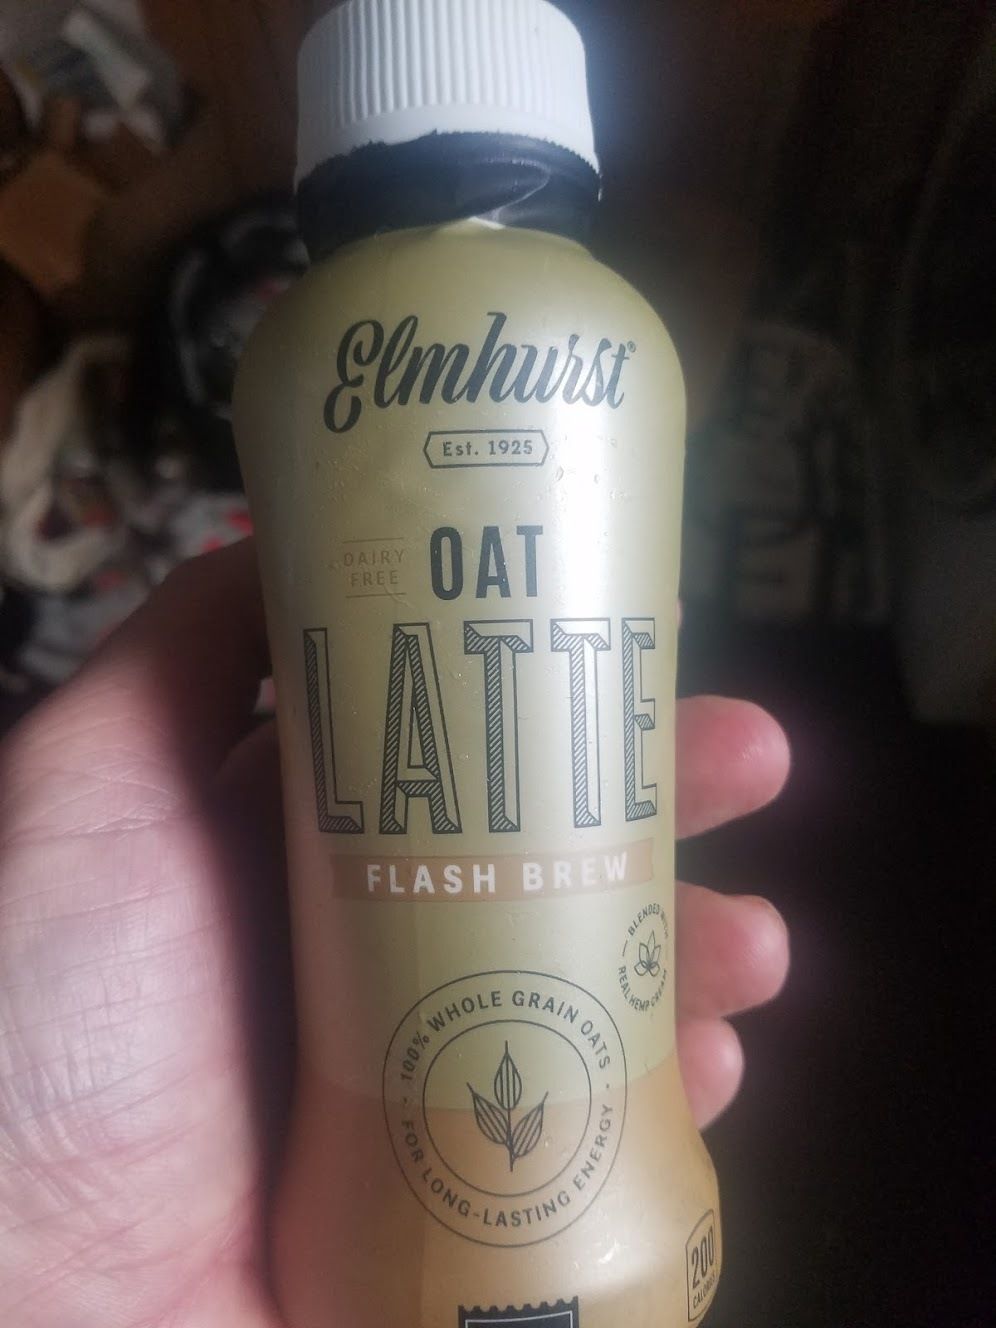 Elmhurst®
Est. 1925
DAIRY
FREE
OAT
LATTE
FLASH BREW
BLENDED WITH
REAL HEMP CREAM
100% WHOLE GRAIN OATS
FOR LONG-LASTING ENERGY
200
CALORIES